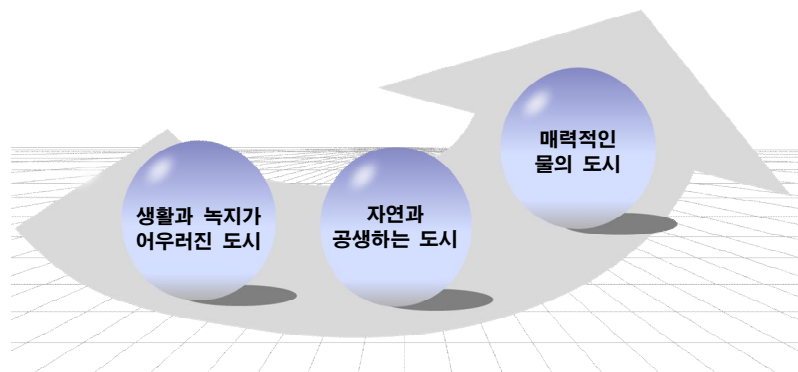 생활과 녹지가
어우러진 도시
자연과
공생하는 도시
매력적인
물의 도시